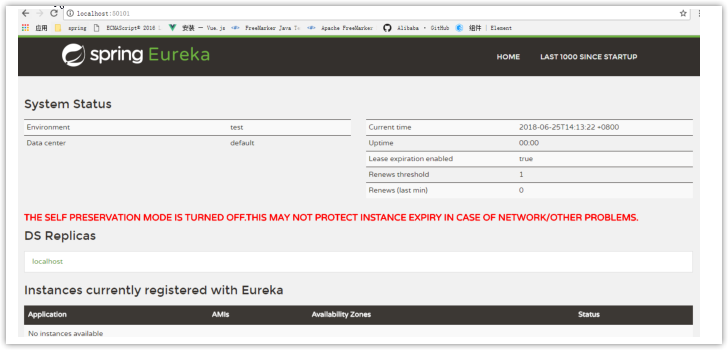 localhost:50101
应用 spring ECMAScript® 2016 安装 — Vue.js FreeMarker Java Te Apache FreeMarker Alibaba · GitHub 组件 | Element
spring Eureka HOME LAST 1000 SINCE STARTUP
System Status
Environment test Current time 2018-06-25T14:13:22 +0800
Data center default Uptime 00:00
Lease expiration enabled true
Renews threshold 1
Renews (last min) 0
THE SELF PRESERVATION MODE IS TURNED OFF.THIS MAY NOT PROTECT INSTANCE EXPIRY IN CASE OF NETWORK/OTHER PROBLEMS.
DS Replicas
localhost
Instances currently registered with Eureka
Application AMIs Availability Zones Status
No instances available